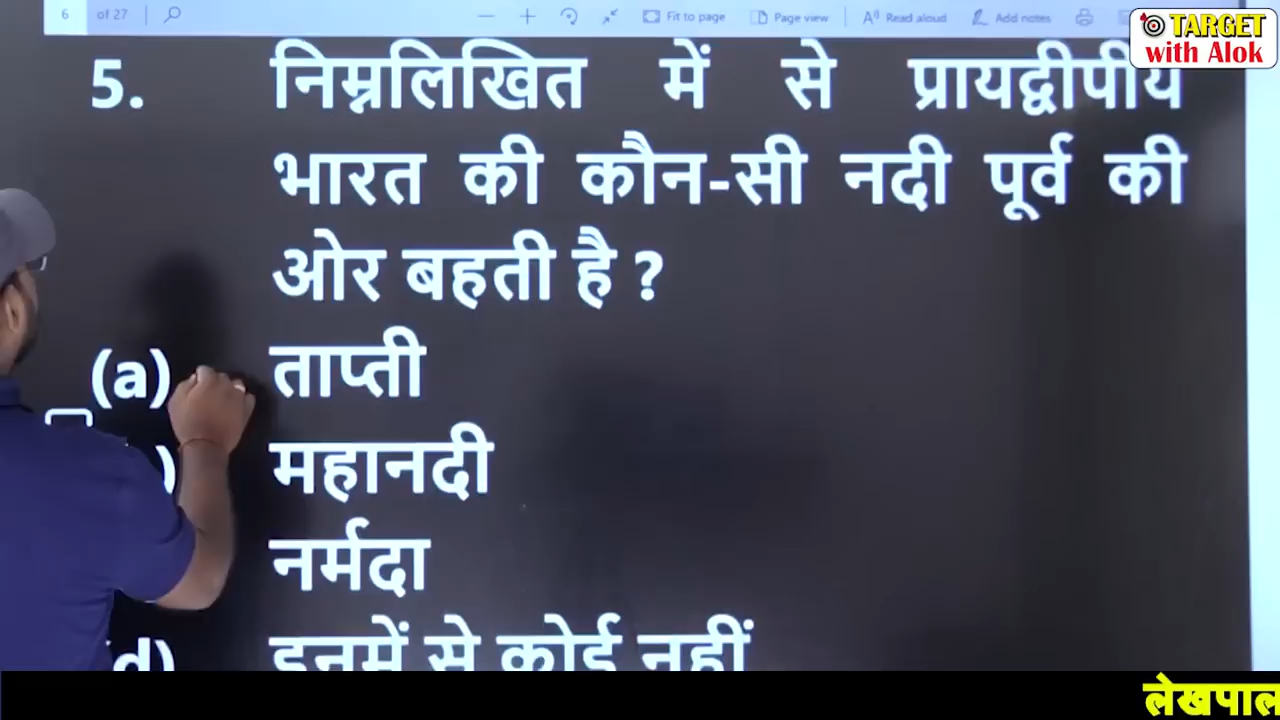 6 of 27 Fit to page Page view Read aloud Add notes
TARGET
with Alok
5. निम्नलिखित में से प्रायद्वीपीय
भारत की कौन-सी नदी पूर्व की
ओर बहती है ?
(a) ताप्ती
) महानदी
नर्मदा
(d) इनमें से कोई नहीं
लेखपाल